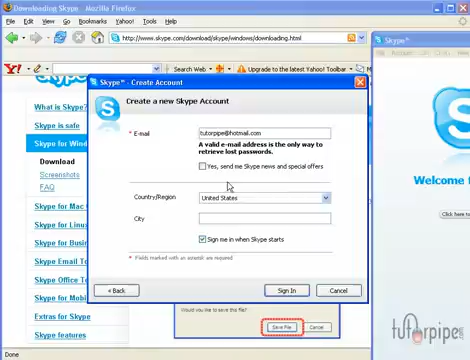 Downloading Skype - Mozilla Firefox
Edit View Go Bookmarks Yahoo! Tools Help
http://www.skype.com/download/skype/windows/downloading.html
Y! Search Web Upgrade to the latest Yahoo! Toolbar
Skype™
Skype™ - Create Account
Create a new Skype Account
* E-mail
tutorpipe@hotmail.com
A valid e-mail address is the only way to
retrieve lost passwords.
Yes, send me Skype news and special offers
Country/Region
United States
City
Sign me in when Skype starts
* Fields marked with an asterisk are required
< Back
Sign In
Cancel
What is Skype
Skype is safe
Skype for Wind
Download
Screenshots
FAQ
Skype for Mac
Skype for Linux
Skype for Busin
Skype Email To
Skype Office To
Skype for Mobil
Extras for Skype
Skype features
Welcome
Click here to
Would you like to save this file?
Save File
Cancel
tutorpipe